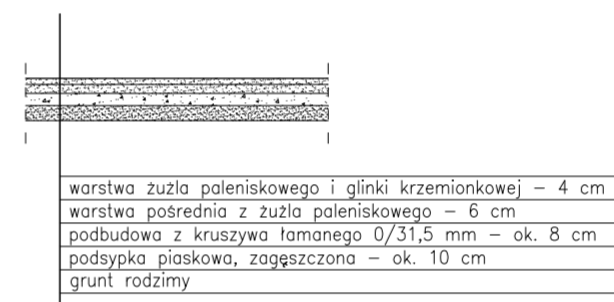 warstwa żużla paleniskowego i glinki krzemionkowej – 4 cm
warstwa pośrednia z żużla paleniskowego – 6 cm
podbudowa z kruszywa łamanego 0/31,5 mm – ok. 8 cm
podsypka piaskowa, zagęszczona – ok. 10 cm
grunt rodzimy